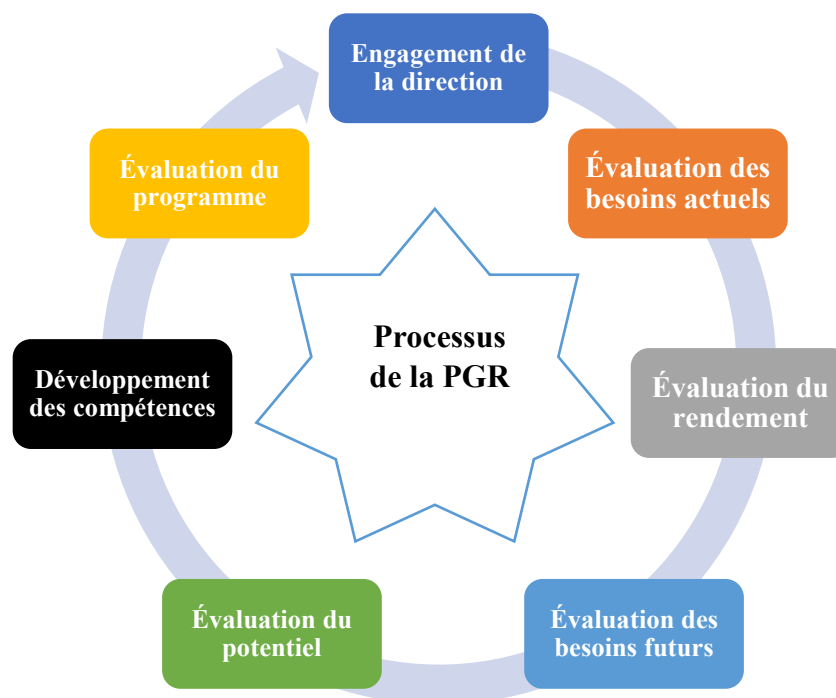 Engagement de
la direction
Évaluation des
besoins actuels
Évaluation du
rendement
Évaluation des
besoins futurs
Évaluation du
potentiel
Développement
des compétences
Évaluation du
programme
Processus
de la PGR